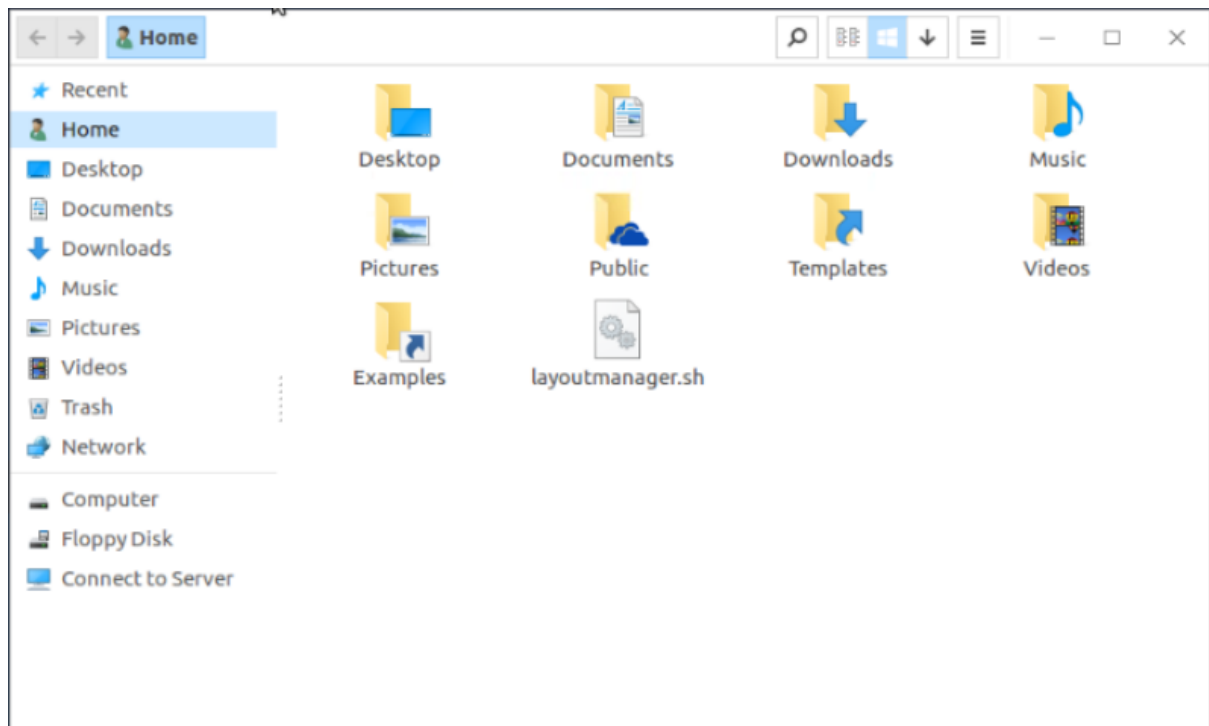 Home
Recent
Home
Desktop
Documents
Downloads
Music
Pictures
Videos
Trash
Network
Computer
Floppy Disk
Connect to Server
Desktop Documents Downloads Music
Pictures Public Templates Videos
Examples layoutmanager.sh